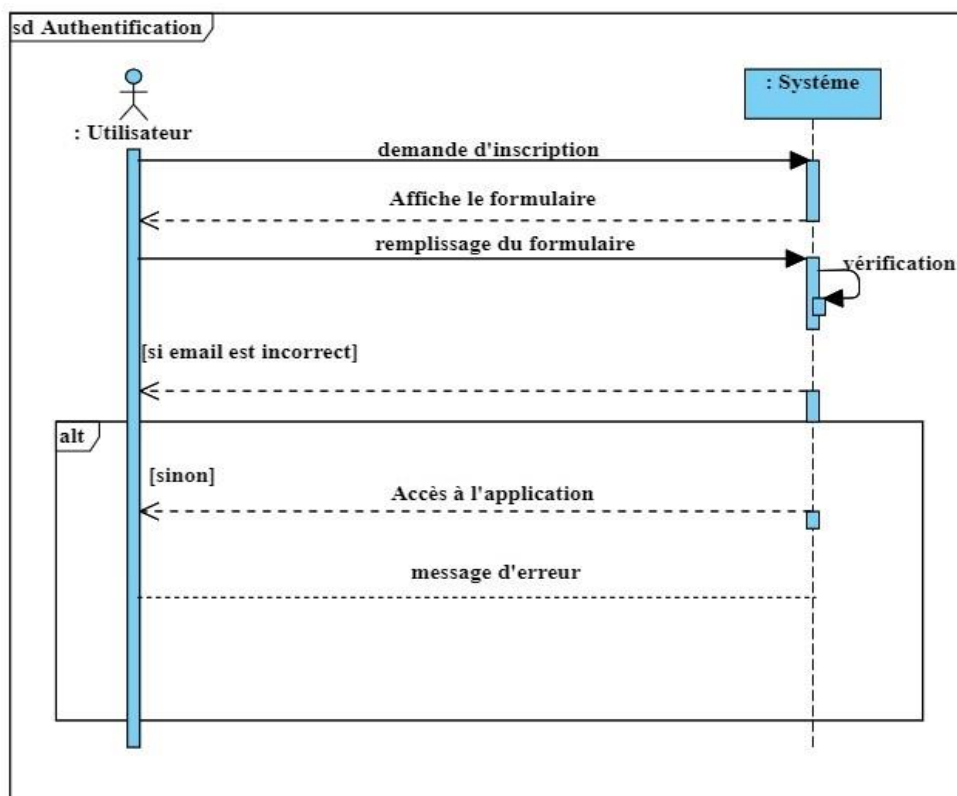 sd Authentification
: Systéme
: Utilisateur
demande d'inscription
Affiche le formulaire
remplissage du formulaire
vérification
[si email est incorrect]
alt
[sinon]
Accès à l'application
message d'erreur